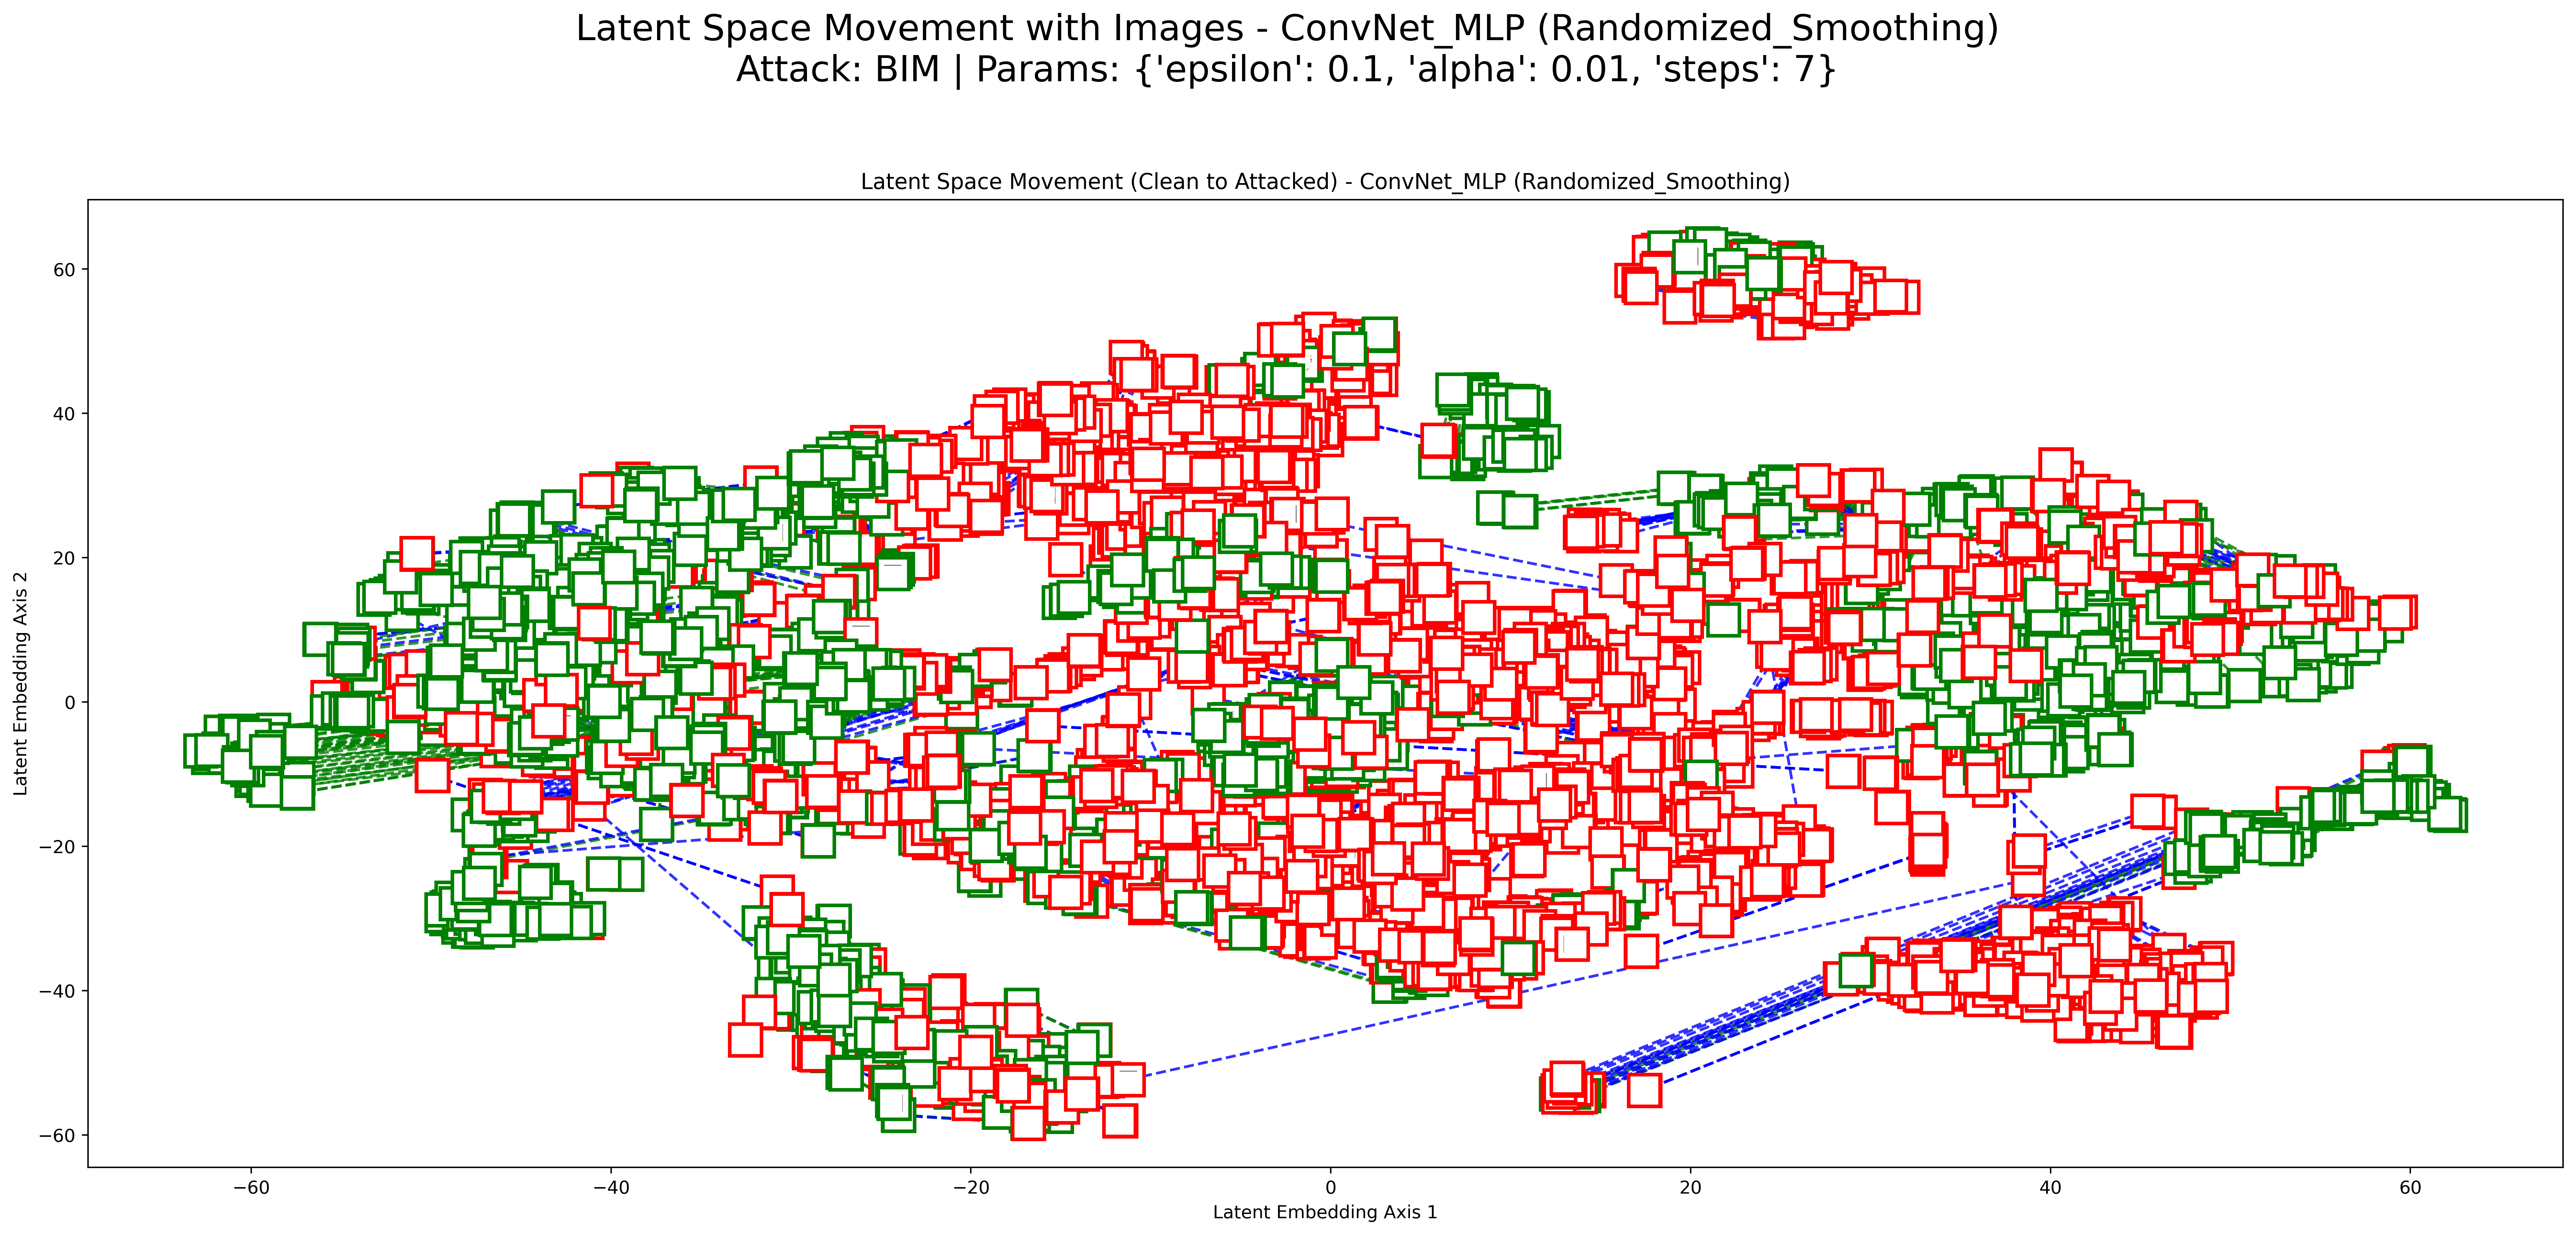 Latent Space Movement with Images - ConvNet_MLP (Randomized_Smoothing)
Attack: BIM | Params: {'epsilon': 0.1, 'alpha': 0.01, 'steps': 7}
Latent Space Movement (Clean to Attacked) - ConvNet_MLP (Randomized_Smoothing)
Latent Embedding Axis 2
60
40
20
0
−20
−40
−60
−60
−40
−20
0
20
40
60
Latent Embedding Axis 1